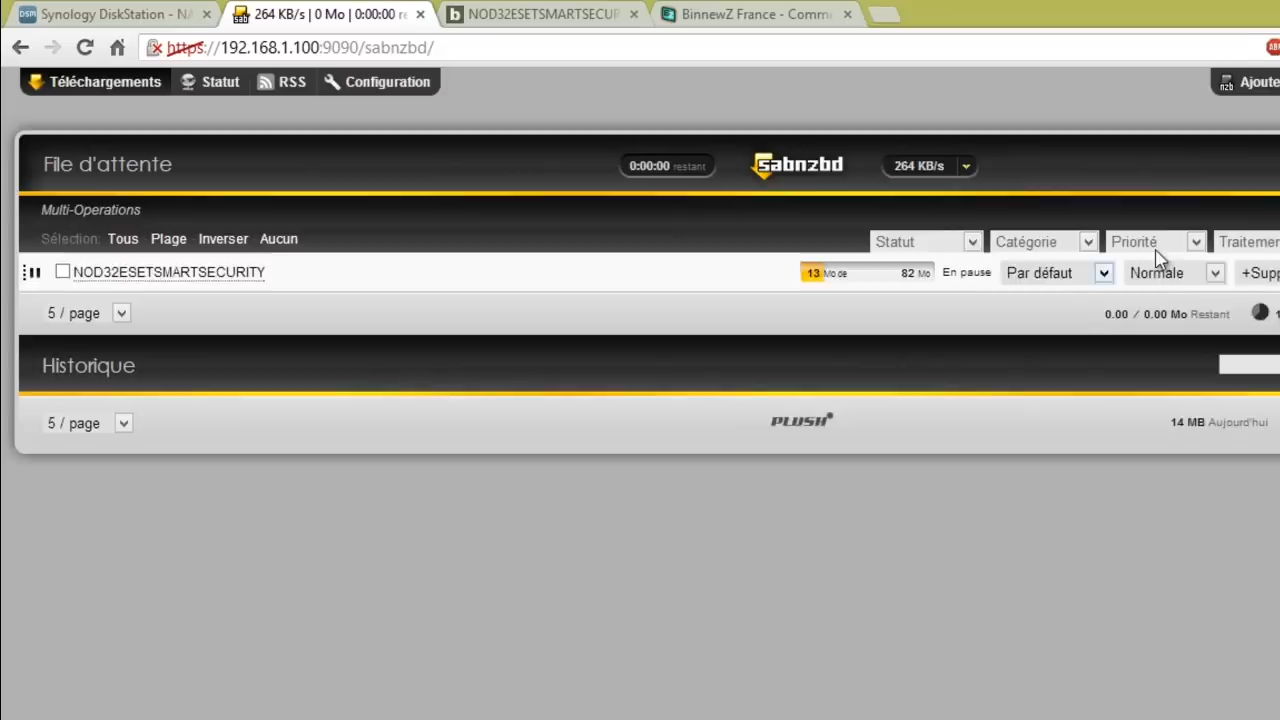 Synology DiskStation - NA
264 KB/s | 0 Mo | 0:00:00 re
NOD32ESETSMARTSECUR
BinnewZ France - Comm
https://192.168.1.100:9090/sabnzbd/
Téléchargements Statut RSS Configuration Ajoute
File d'attente 0:00:00 restant sabnzbd 264 KB/s
Multi-Operations
Sélection: Tous Plage Inverser Aucun Statut Catégorie Priorité Traitemen
NOD32ESETSMARTSECURITY 13 Mo de 82 Mo En pause Par défaut Normale +Supp
5 / page 0.00 / 0.00 Mo Restant 1
Historique
5 / page PLUSH 14 MB Aujourd'hui